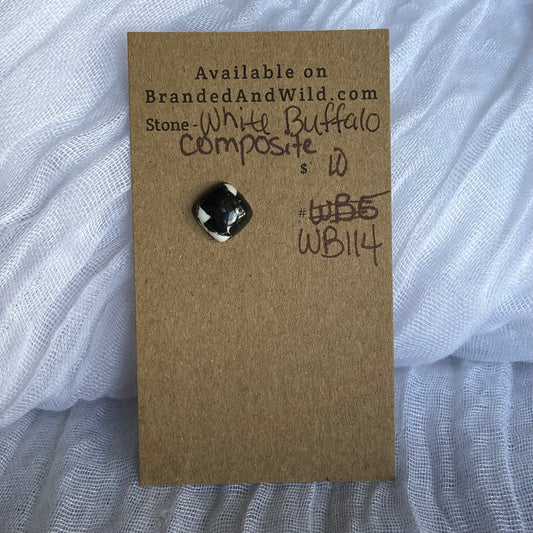 Available on
BrandedAndWild.com
Stone - White Buffalo
Composite
$ 10
# WB5
WB114